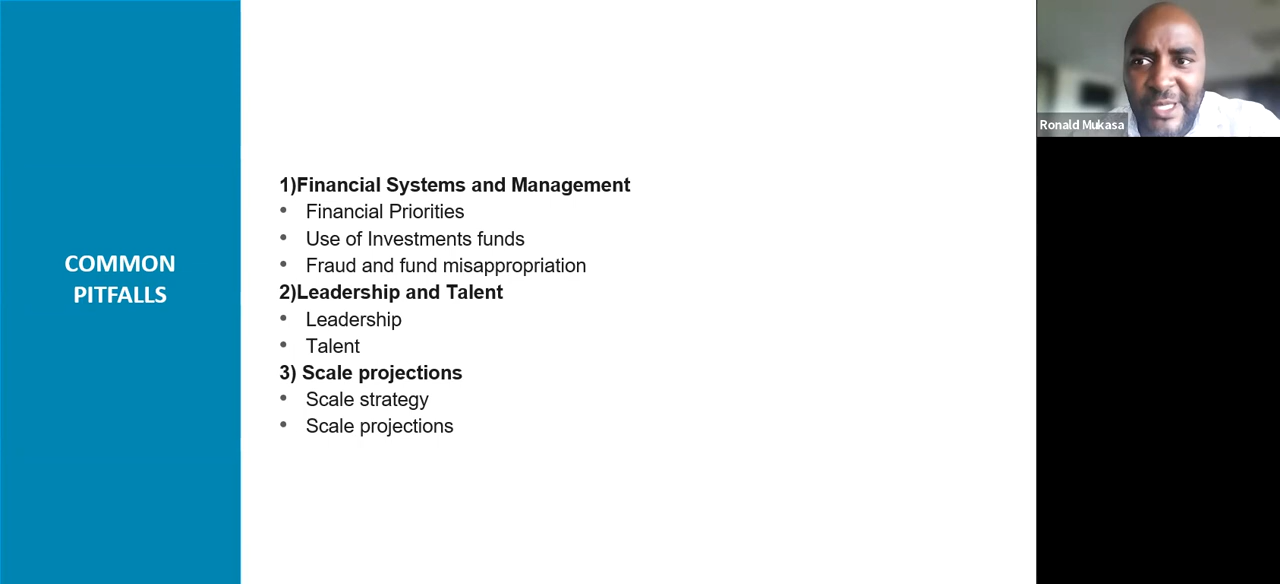 COMMON
PITFALLS
1)Financial Systems and Management
• Financial Priorities
• Use of Investments funds
• Fraud and fund misappropriation
2)Leadership and Talent
• Leadership
• Talent
3) Scale projections
• Scale strategy
• Scale projections
Ronald Mukasa